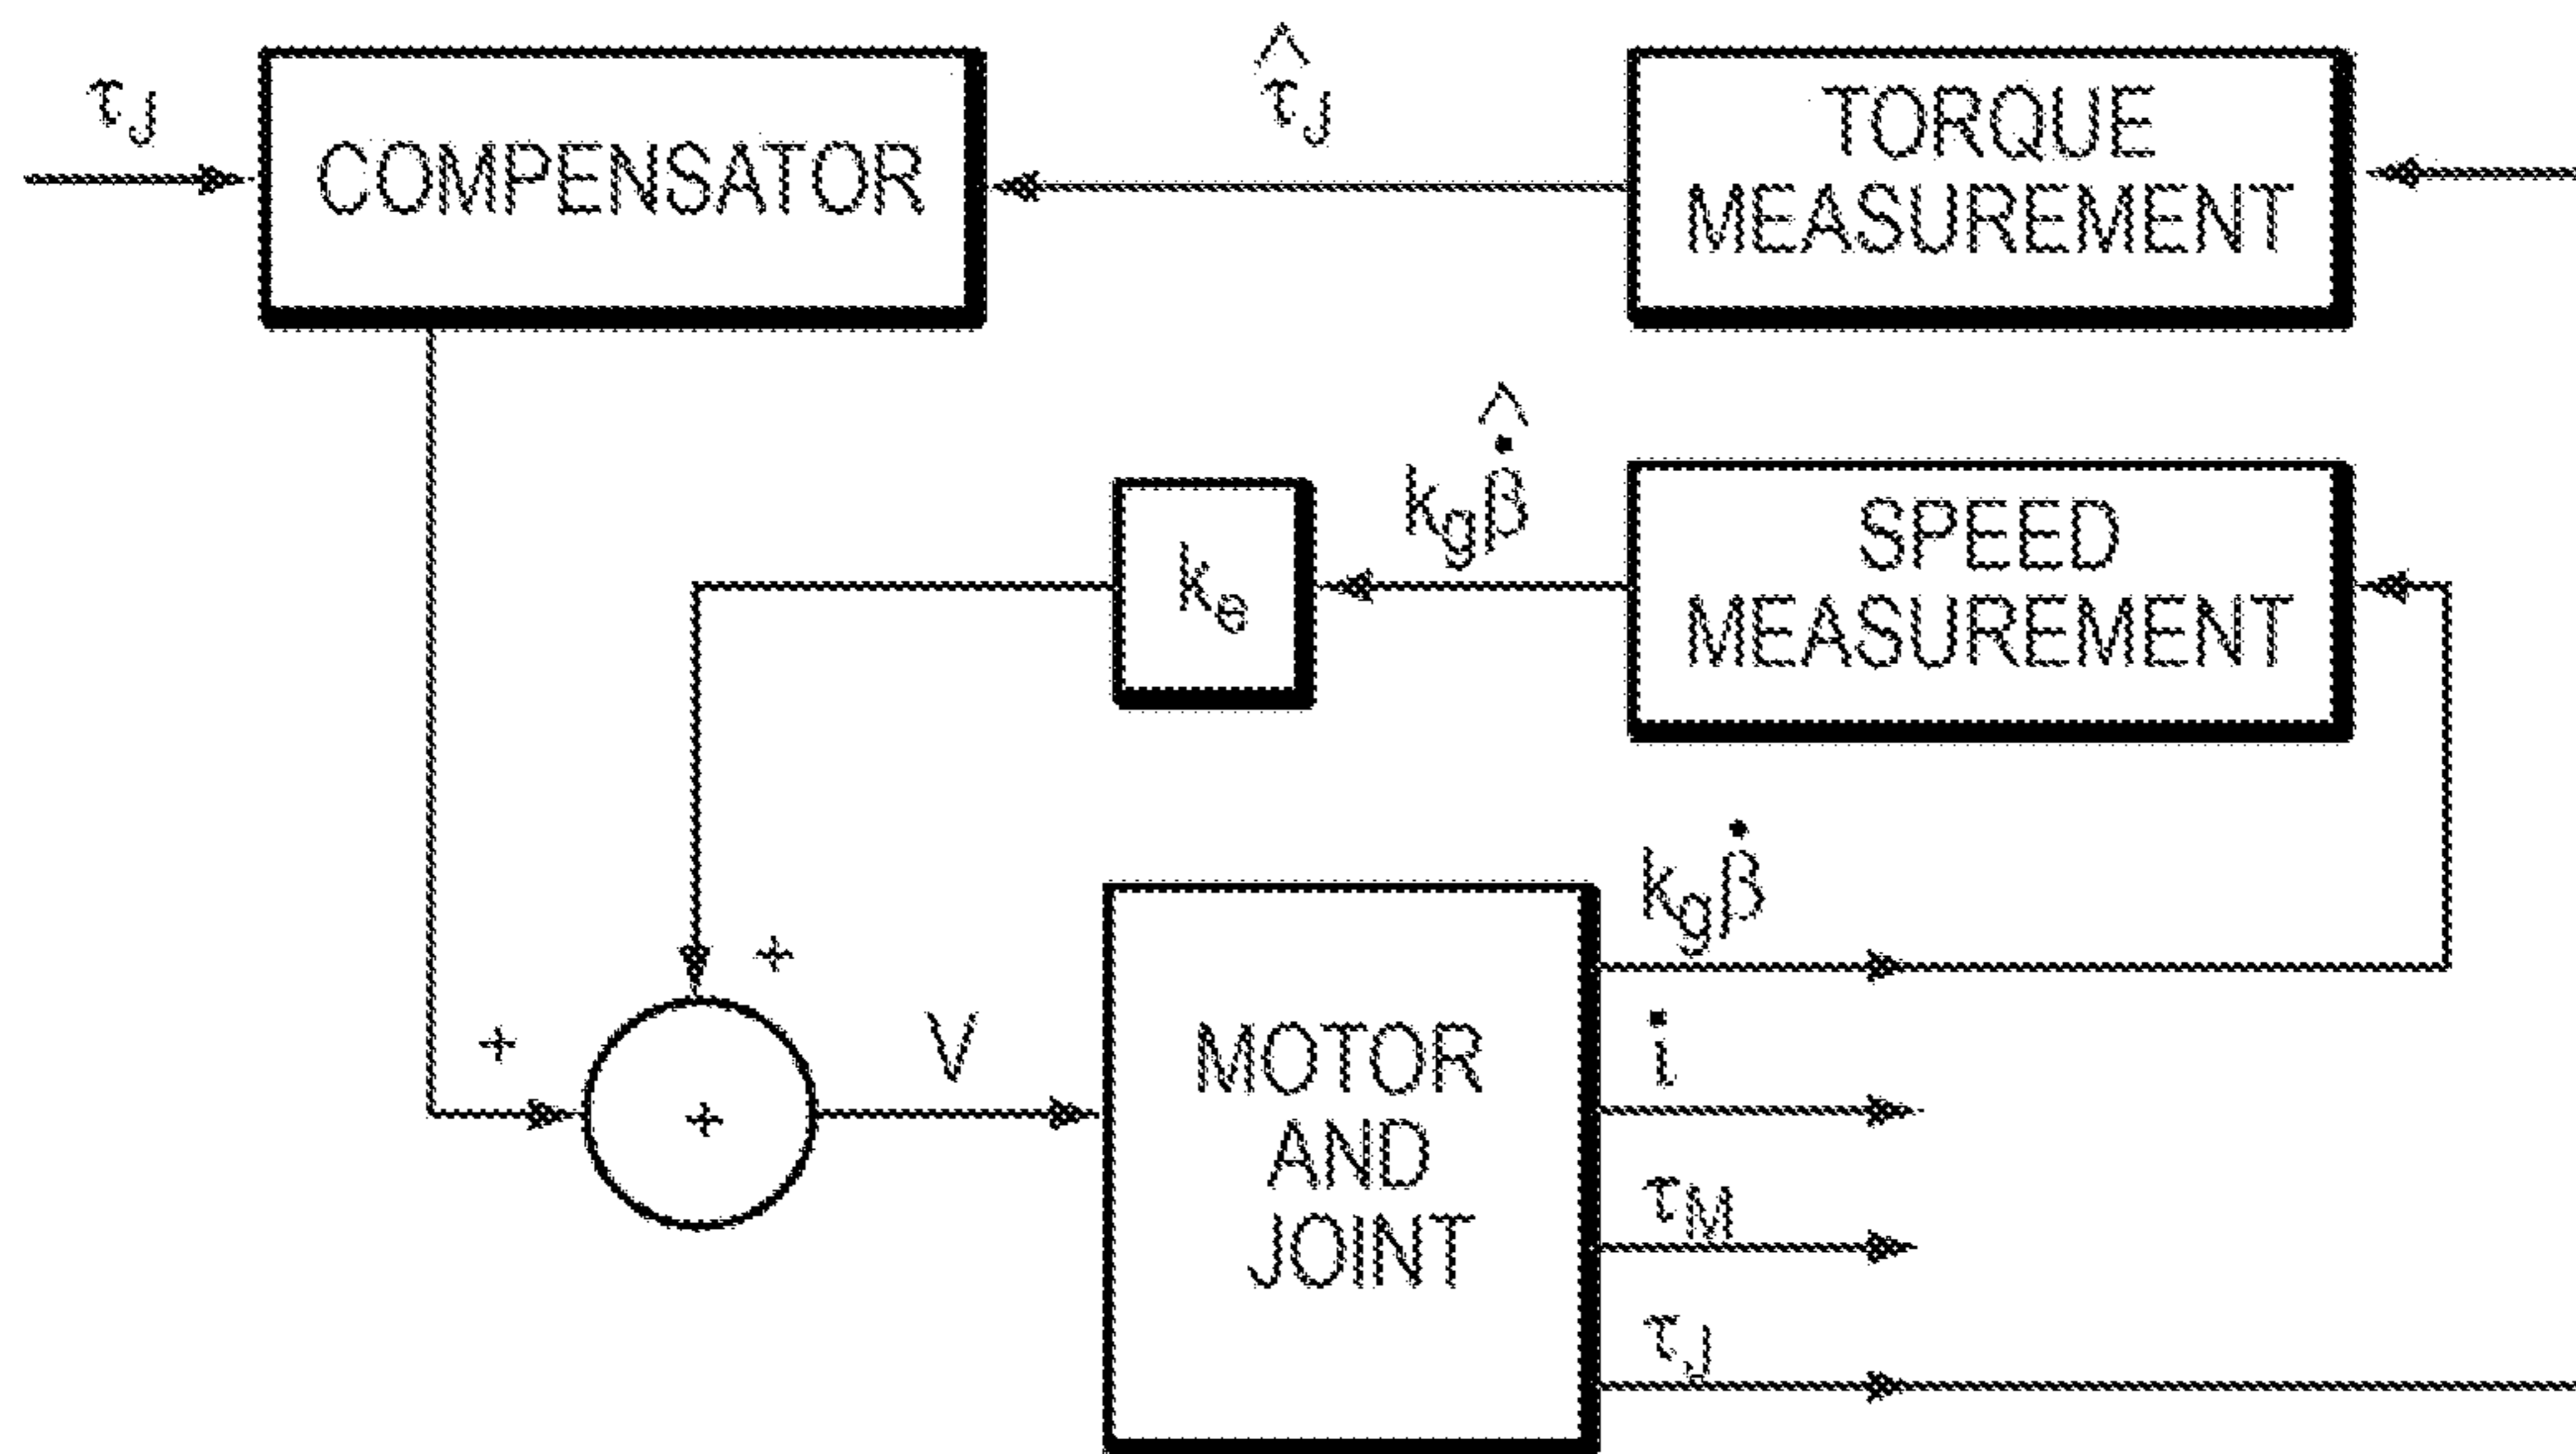 τJ
COMPENSATOR
τ̂J
TORQUE
MEASUREMENT
kgβ̇̂
ke
SPEED
MEASUREMENT
kgβ̇
+
+
+
V
MOTOR
AND
JOINT
i
τM
τJ